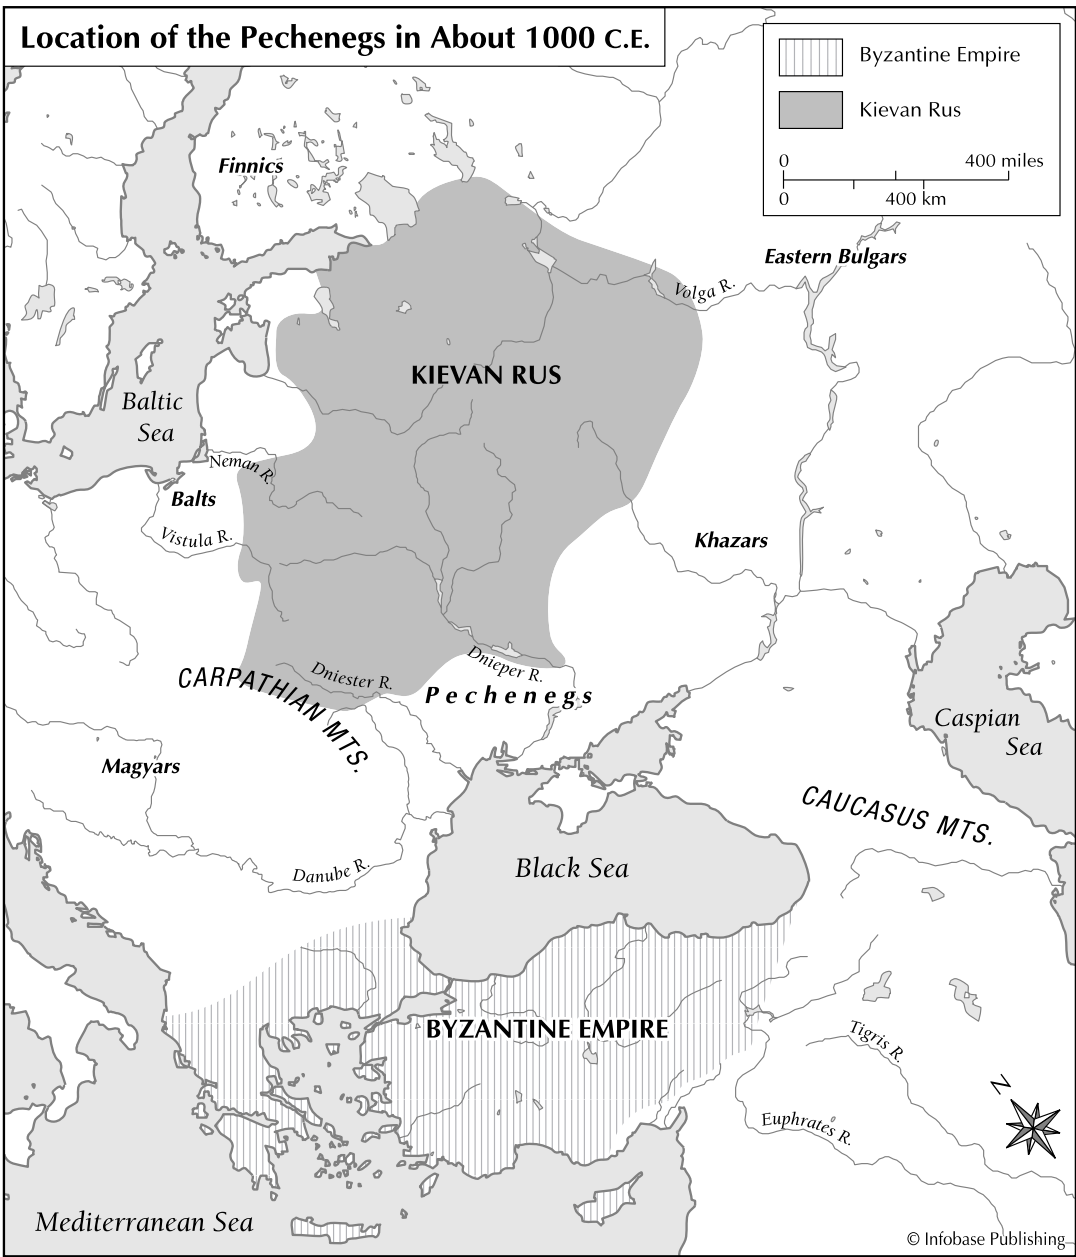 Location of the Pechenegs in About 1000 C.E.
Byzantine Empire
Kievan Rus
0 400 miles
0 400 km
Finnics
Eastern Bulgars
Volga R.
KIEVAN RUS
Baltic
Sea
Neman R.
Balts
Vistula R.
Khazars
Dnieper R.
Dniester R.
CARPATHIAN MTS.
Pechenegs
Caspian
Sea
Magyars
CAUCASUS MTS.
Black Sea
Danube R.
BYZANTINE EMPIRE
Tigris R.
N
Euphrates R.
Mediterranean Sea
© Infobase Publishing